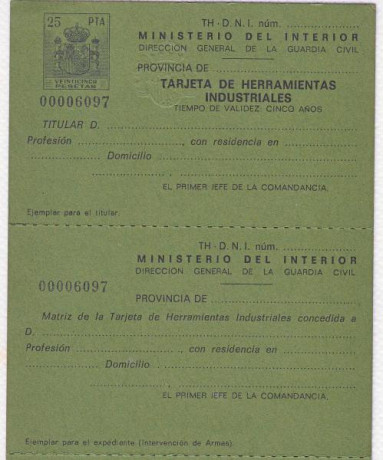 25 PTA
VEINTICINCO
PESETAS
00006097
TH - D. N. I. núm. ....................
MINISTERIO DEL INTERIOR
DIRECCIÓN GENERAL DE LA GUARDIA CIVIL
PROVINCIA DE ....................
TARJETA DE HERRAMIENTAS
INDUSTRIALES
TIEMPO DE VALIDEZ: CINCO AÑOS
TITULAR D. ....................
Profesión ...................., con residencia en ....................
.................... Domicilio ....................
EL PRIMER JEFE DE LA COMANDANCIA,
Ejemplar para el titular.
TH - D. N. I. núm. ....................
MINISTERIO DEL INTERIOR
DIRECCIÓN GENERAL DE LA GUARDIA CIVIL
00006097
PROVINCIA DE ....................
Matriz de la Tarjeta de Herramientas Industriales concedida a
D. ....................
Profesión ...................., con residencia en ....................
.................... Domicilio ....................
EL PRIMER JEFE DE LA COMANDANCIA,
Ejemplar para el expediente (Intervención de Armas).